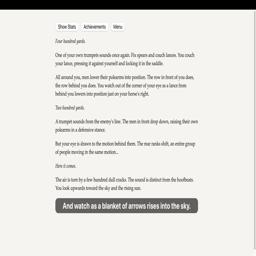 Show Stats Achievements Menu
Four hundred yards.
One of your own trumpets sounds once again. Fix spears and couch lances. You couch
your lance, pressing it against yourself and locking it in the saddle.
All around you, men lower their polearms into position. The row in front of you does,
the row behind you does. You watch out of the corner of your eye as a lance from
behind you lowers into position just on your horse's right.
Two hundred yards.
A trumpet sounds from the enemy's line. The men in front drop down, raising their own
polearms in a defensive stance.
But your eye is drawn to the motion behind them. The rear ranks shift, an entire group
of people moving in the same motion...
Here it comes.
The air is torn by a few hundred dull cracks. The sound is distinct from the hoofbeats.
You look upwards toward the sky and the rising sun.
And watch as a blanket of arrows rises into the sky.